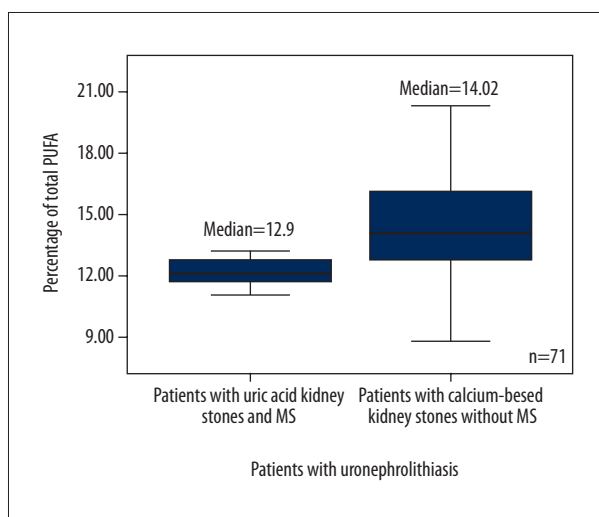 Percentage of total PUFA
21.00
18.00
15.00
12.00
9.00
Median=12.9
Median=14.02
n=71
Patients with uric acid kidney
stones and MS
Patients with calcium-besed
kidney stones without MS
Patients with uronephrolithiasis